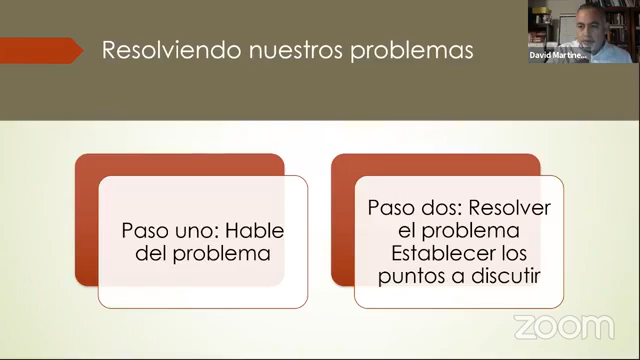 Resolviendo nuestros problemas
David Martine...
Paso uno: Hable
del problema
Paso dos: Resolver
el problema
Establecer los
puntos a discutir
zoom